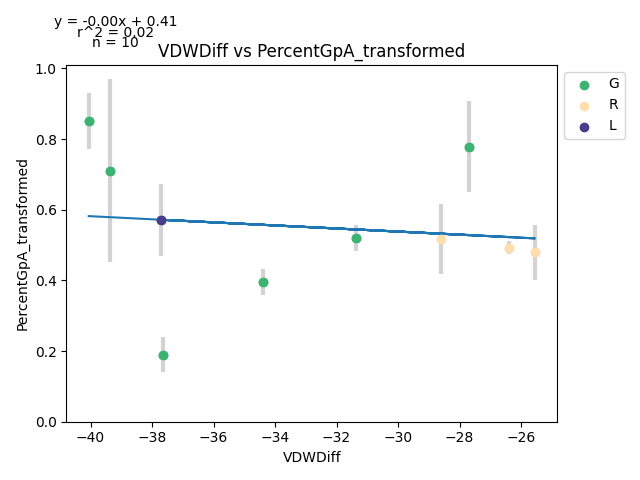 y = -0.00x + 0.41
r^2 = 0.02
n = 10
VDWDiff vs PercentGpA_transformed
G
R
L
PercentGpA_transformed
1.0
0.8
0.6
0.4
0.2
0.0
−40 −38 −36 −34 −32 −30 −28 −26
VDWDiff